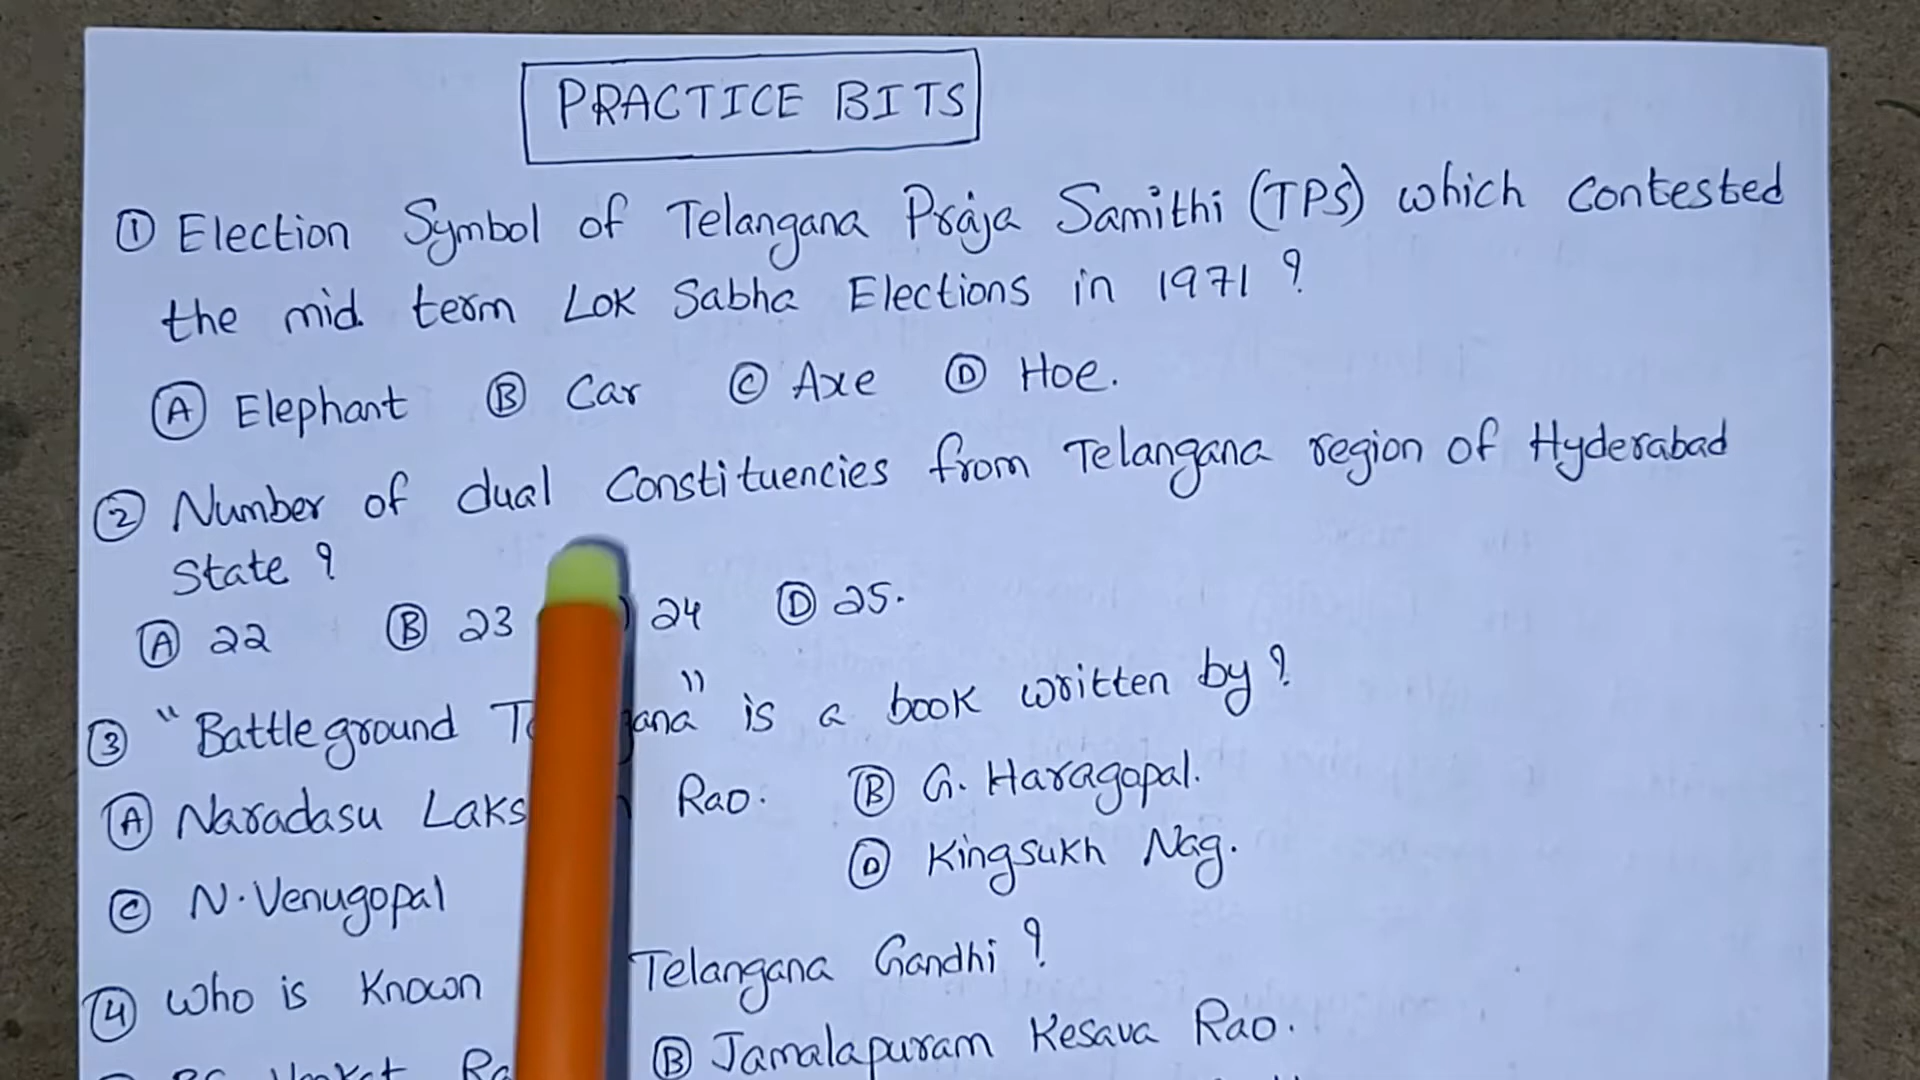 PRACTICE BITS
① Election Symbol of Telangana Praja Samithi (TPS) which contested
the mid term Lok Sabha Elections in 1971 ?
Ⓐ Elephant Ⓑ Car Ⓒ Axe Ⓓ Hoe.
② Number of dual Constituencies from Telangana region of Hyderabad
State ?
Ⓐ 22 Ⓑ 23 24 Ⓓ 25.
③ "Battle ground is a book written by ?
Ⓐ Naradasu Rao. Ⓑ G. Haragopal.
Ⓒ N. Venugopal Ⓓ Kingsukh Nag.
④ Who is Known Telangana Gandhi ?
Ⓑ Jamalapuram Kesava Rao.